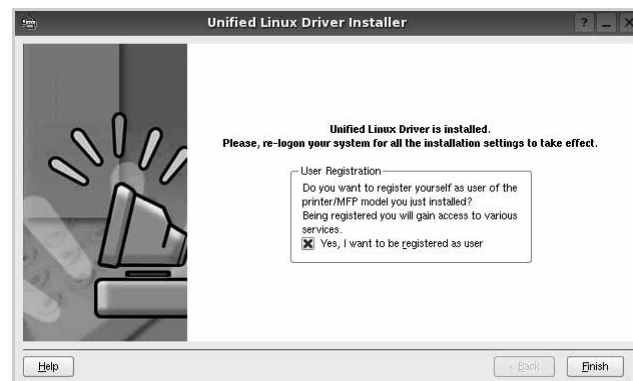 Unified Linux Driver Installer
Unified Linux Driver is installed.
Please, re-logon your system for all the installation settings to take effect.
User Registration
Do you want to register yourself as user of the
printer/MFP model you just installed?
Being registered you will gain access to various
services.
Yes, I want to be registered as user
Help
< Back
Finish